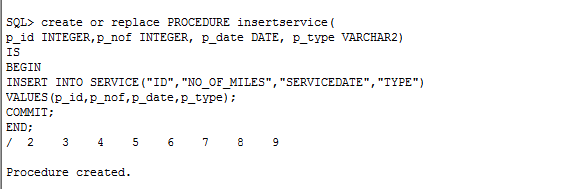 SQL> create or replace PROCEDURE insertservice(
p_id INTEGER,p_nof INTEGER, p_date DATE, p_type VARCHAR2)
IS
BEGIN
INSERT INTO SERVICE("ID","NO_OF_MILES","SERVICEDATE","TYPE")
VALUES(p_id,p_nof,p_date,p_type);
COMMIT;
END;
/  2    3    4    5    6    7    8    9
Procedure created.